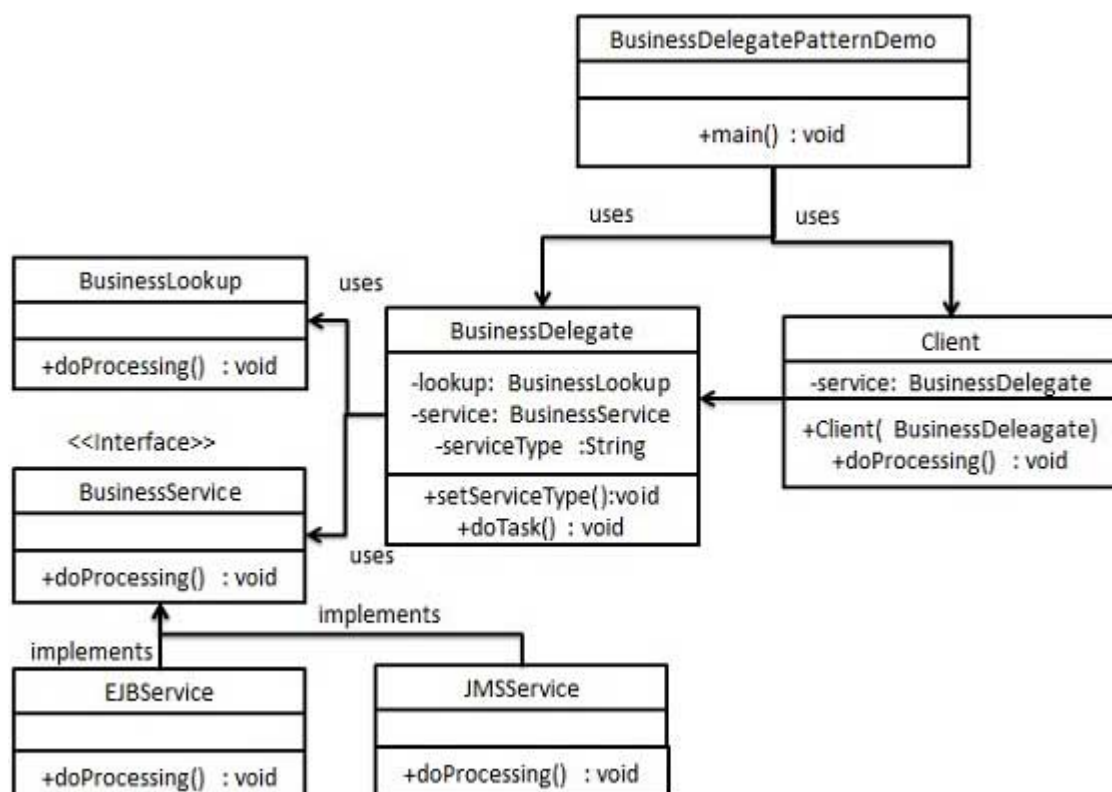 BusinessDelegatePatternDemo
+main() : void
uses
uses
BusinessLookup
+doProcessing() : void
uses
BusinessDelegate
-lookup: BusinessLookup
-service: BusinessService
-serviceType :String
+setServiceType():void
+doTask() : void
Client
-service: BusinessDelegate
+Client( BusinessDeleagate)
+doProcessing() : void
<<Interface>>
BusinessService
+doProcessing() : void
uses
implements
implements
EJBService
+doProcessing() : void
JMSService
+doProcessing() : void